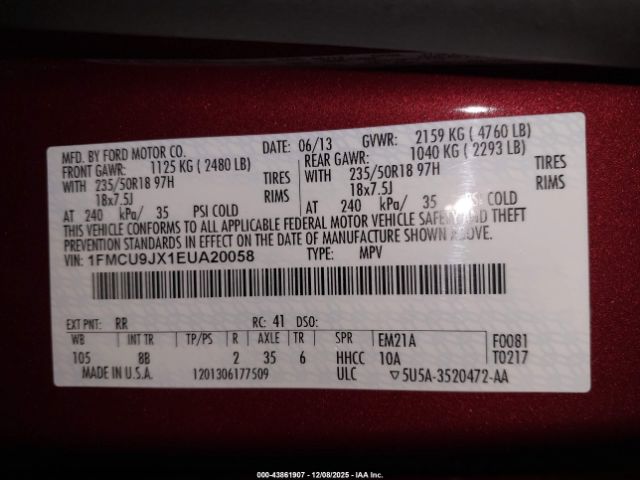 MFD. BY FORD MOTOR CO. DATE: 06/13 GVWR: 2159 KG ( 4760 LB)
FRONT GAWR: 1125 KG ( 2480 LB) REAR GAWR: 1040 KG ( 2293 LB)
WITH 235/50R18 97H TIRES WITH 235/50R18 97H TIRES
18x7.5J RIMS 18x7.5J RIMS
AT 240 kPa/ 35 PSI COLD AT 240 kPa/ 35 PSI COLD
THIS VEHICLE CONFORMS TO ALL APPLICABLE FEDERAL MOTOR VEHICLE SAFETY AND THEFT
PREVENTION STANDARDS IN EFFECT ON THE DATE OF MANUFACTURE SHOWN ABOVE.
VIN: 1FMCU9JX1EUA20058 TYPE: MPV
EXT PNT: RR RC: 41 DSO:
WB INT TR TP/PS R AXLE TR SPR EM21A F0081
105 8B 2 35 6 HHCC 10A T0217
MADE IN U.S.A. 1201306177509 ULC ▽5U5A-3520472-AA
000-43861907 - 12/08/2025 - IAA Inc.